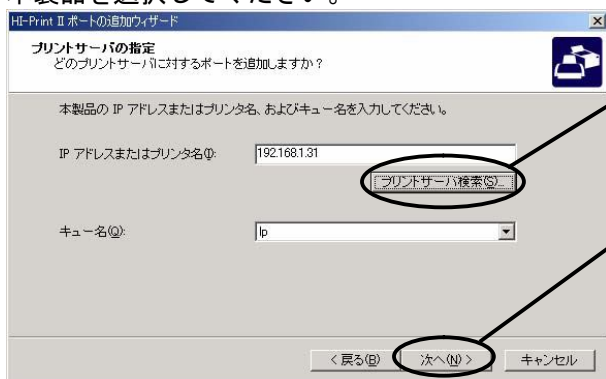 本製品を選択してください。
HI-Print II ポートの追加ウィザード
プリントサーバの指定
どのプリントサーバに対するポートを追加しますか?
本製品の IP アドレスまたはプリンタ名、およびキュー名を入力してください。
IP アドレスまたはプリンタ名(I): 192.168.1.31
プリントサーバ検索(S)...
キュー名(Q): lp
< 戻る(B) 次へ(N) > キャンセル